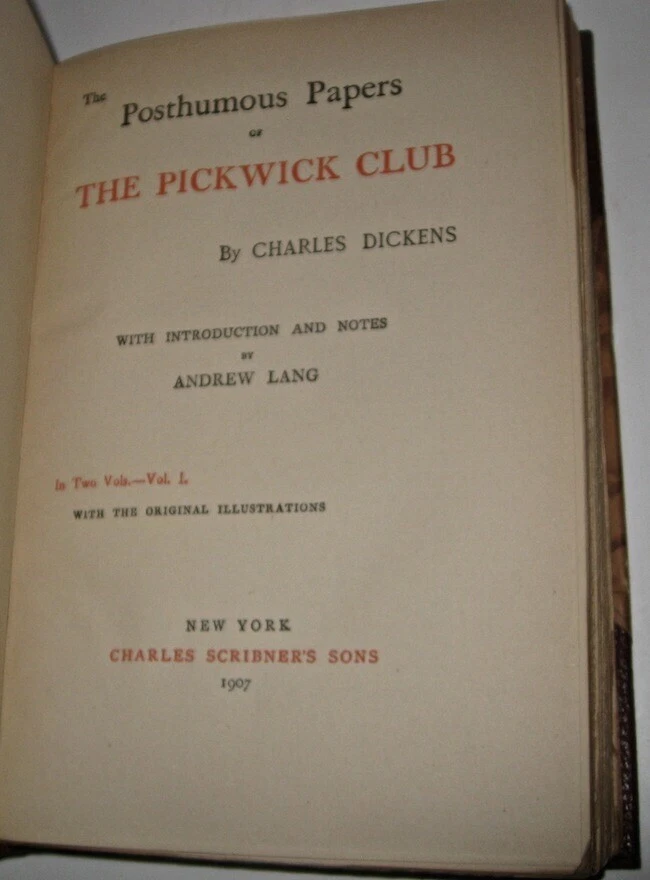 The Posthumous Papers
OF
THE PICKWICK CLUB
By CHARLES DICKENS
WITH INTRODUCTION AND NOTES
BY
ANDREW LANG
In Two Vols.—Vol. I.
WITH THE ORIGINAL ILLUSTRATIONS
NEW YORK
CHARLES SCRIBNER'S SONS
1907